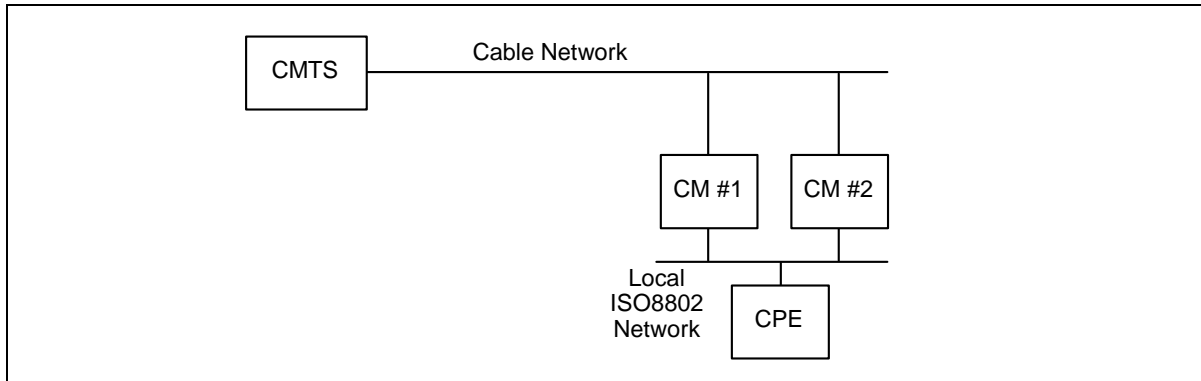 Cable Network
CMTS
CM #1
CM #2
Local
ISO8802
Network
CPE